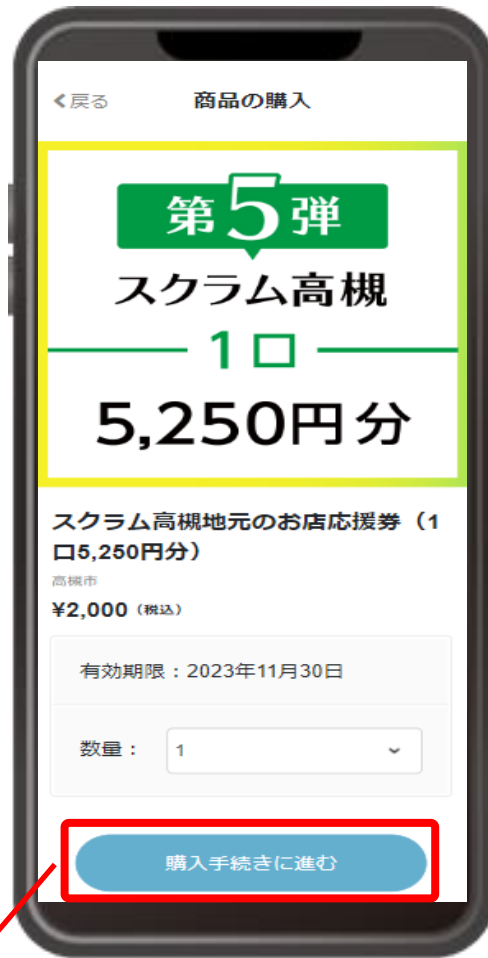 戻る
商品の購入
第5弾
スクラム高槻
1口
5,250円分
スクラム高槻地元のお店応援券（1
口5,250円分）
高槻市
¥2,000（税込）
有効期限：2023年11月30日
数量： 1
購入手続きに進む